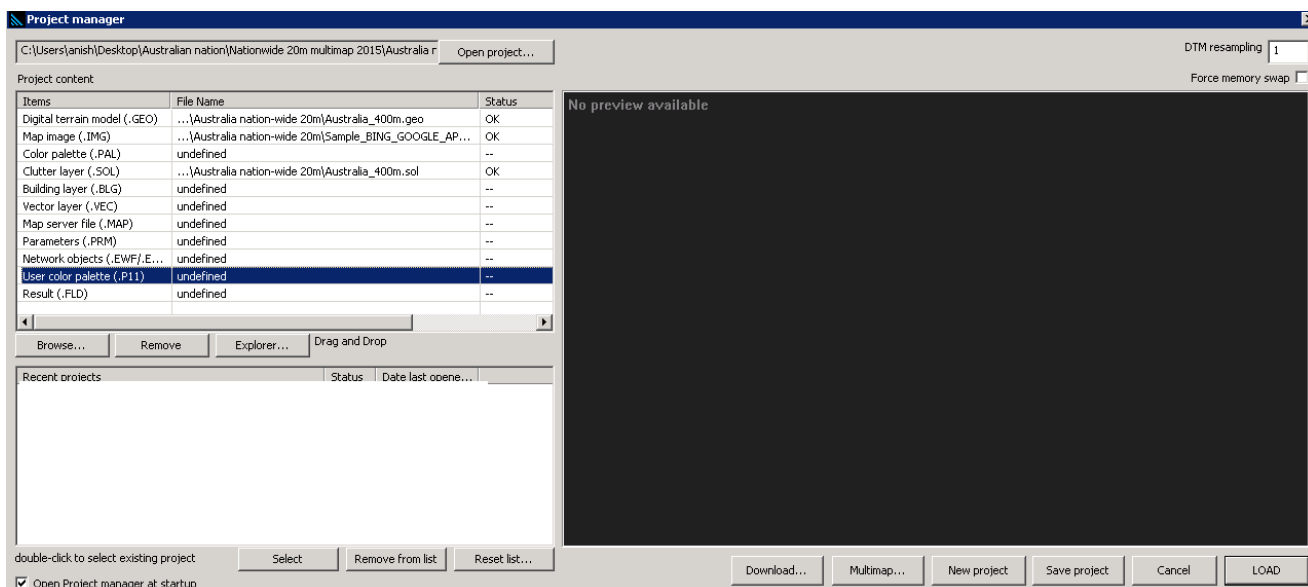 Project manager
C:\Users\anish\Desktop\Australian nation\Nationwide 20m multimap 2015\Australia r
Open project...
DTM resampling 1
Project content
Force memory swap
Items File Name Status
Digital terrain model (.GEO) ...\Australia nation-wide 20m\Australia_400m.geo OK
Map image (.IMG) ...\Australia nation-wide 20m\Sample_BING_GOOGLE_AP... OK
Color palette (.PAL) undefined --
Clutter layer (.SOL) ...\Australia nation-wide 20m\Australia_400m.sol OK
Building layer (.BLG) undefined --
Vector layer (.VEC) undefined --
Map server file (.MAP) undefined --
Parameters (.PRM) undefined --
Network objects (.EWF/.E... undefined --
User color palette (.P11) undefined --
Result (.FLD) undefined --
Browse... Remove Explorer... Drag and Drop
Recent projects Status Date last opene...
double-click to select existing project Select Remove from list Reset list...
Open Project manager at startup
No preview available
Download... Multimap... New project Save project Cancel LOAD